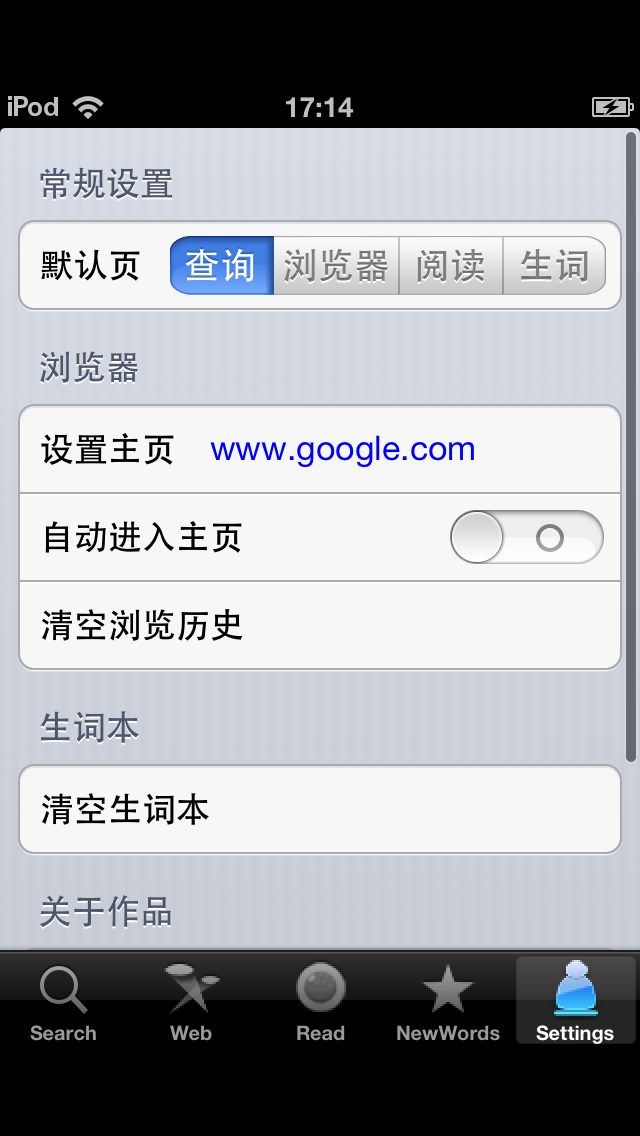 iPod 17:14
常规设置
默认页 查询 浏览器 阅读 生词
浏览器
设置主页 www.google.com
自动进入主页
清空浏览历史
生词本
清空生词本
关于作品
Search Web Read NewWords Settings